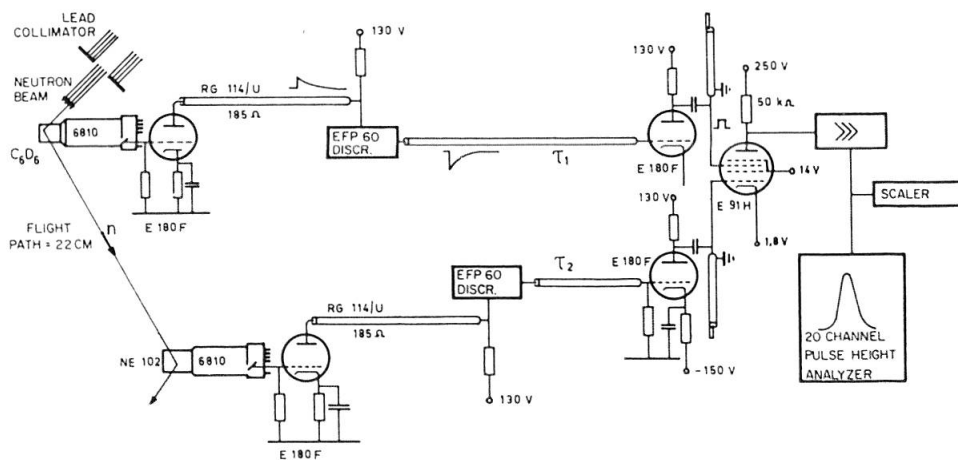 LEAD
COLLIMATOR
NEUTRON
BEAM
C₆D₆
6810
RG 114/U
185 Ω
E 180 F
130 V
EFP 60
DISCR.
τ₁
130 V
E 180 F
250 V
50 kΩ
14 V
E 91H
1,8 V
SCALER
FLIGHT
PATH = 22 CM
n
130 V
E 180 F
EFP 60
DISCR.
τ₂
-150 V
20 CHANNEL
PULSE HEIGHT
ANALYZER
NE 102
6810
RG 114/U
185 Ω
130 V
E 180 F